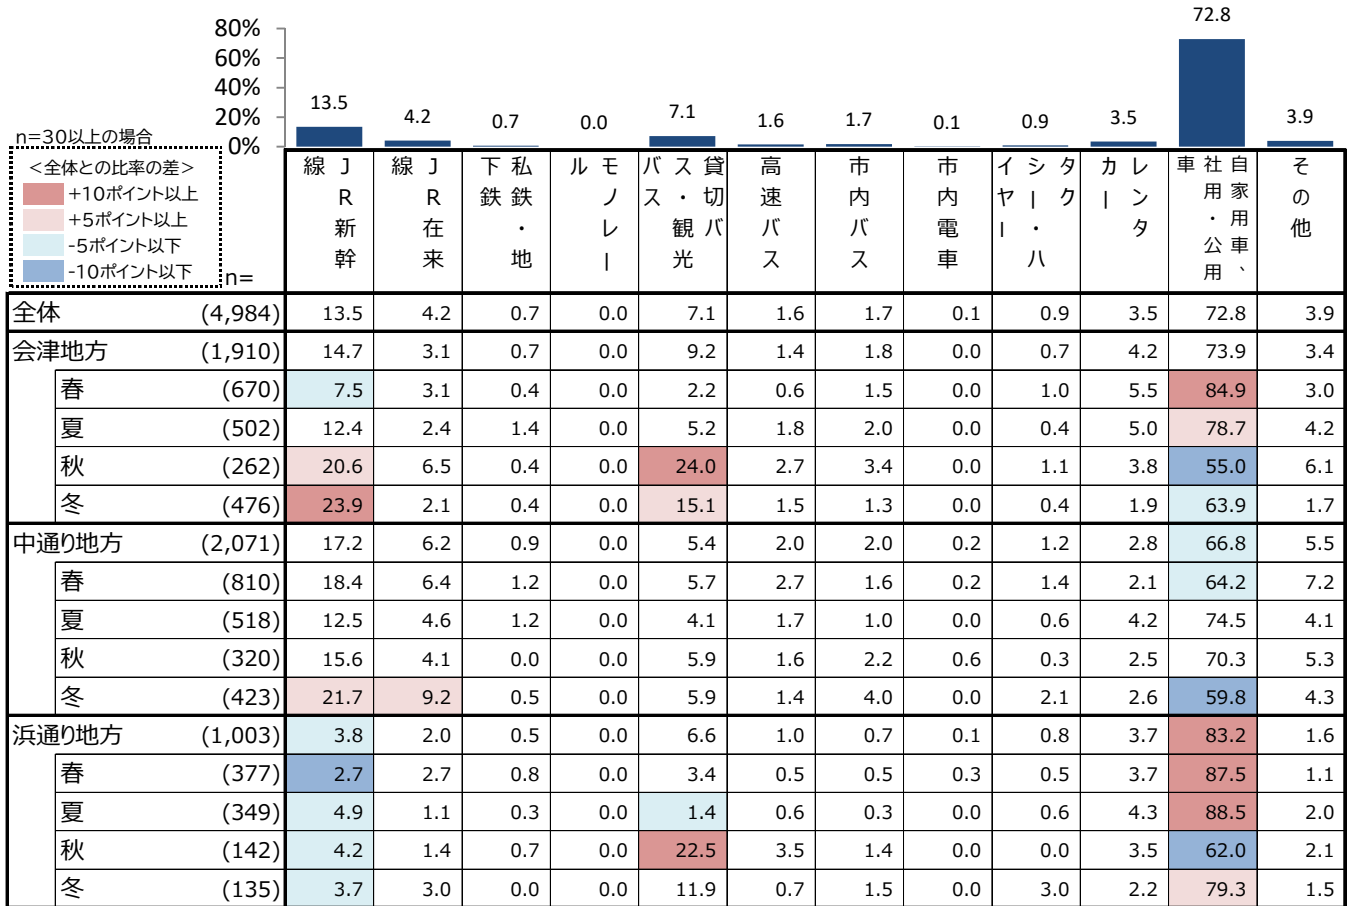 72.8
80%
60%
40%
20%
0%
13.5 4.2 0.7 0.0 7.1 1.6 1.7 0.1 0.9 3.5 3.9
n=30以上の場合
<全体との比率の差>
+10ポイント以上
+5ポイント以上
-5ポイント以下
-10ポイント以下
n=
JR新幹線
JR在来線
私鉄・地下鉄
モノレール
貸切バス・観光バス
高速バス
市内バス
市内電車
タクシー・ハイヤー
レンタカー
自家用車、社用・公用車
その他
全体 (4,984) 13.5 4.2 0.7 0.0 7.1 1.6 1.7 0.1 0.9 3.5 72.8 3.9
会津地方 (1,910) 14.7 3.1 0.7 0.0 9.2 1.4 1.8 0.0 0.7 4.2 73.9 3.4
春 (670) 7.5 3.1 0.4 0.0 2.2 0.6 1.5 0.0 1.0 5.5 84.9 3.0
夏 (502) 12.4 2.4 1.4 0.0 5.2 1.8 2.0 0.0 0.4 5.0 78.7 4.2
秋 (262) 20.6 6.5 0.4 0.0 24.0 2.7 3.4 0.0 1.1 3.8 55.0 6.1
冬 (476) 23.9 2.1 0.4 0.0 15.1 1.5 1.3 0.0 0.4 1.9 63.9 1.7
中通り地方 (2,071) 17.2 6.2 0.9 0.0 5.4 2.0 2.0 0.2 1.2 2.8 66.8 5.5
春 (810) 18.4 6.4 1.2 0.0 5.7 2.7 1.6 0.2 1.4 2.1 64.2 7.2
夏 (518) 12.5 4.6 1.2 0.0 4.1 1.7 1.0 0.0 0.6 4.2 74.5 4.1
秋 (320) 15.6 4.1 0.0 0.0 5.9 1.6 2.2 0.6 0.3 2.5 70.3 5.3
冬 (423) 21.7 9.2 0.5 0.0 5.9 1.4 4.0 0.0 2.1 2.6 59.8 4.3
浜通り地方 (1,003) 3.8 2.0 0.5 0.0 6.6 1.0 0.7 0.1 0.8 3.7 83.2 1.6
春 (377) 2.7 2.7 0.8 0.0 3.4 0.5 0.5 0.3 0.5 3.7 87.5 1.1
夏 (349) 4.9 1.1 0.3 0.0 1.4 0.6 0.3 0.0 0.6 4.3 88.5 2.0
秋 (142) 4.2 1.4 0.7 0.0 22.5 3.5 1.4 0.0 0.0 3.5 62.0 2.1
冬 (135) 3.7 3.0 0.0 0.0 11.9 0.7 1.5 0.0 3.0 2.2 79.3 1.5